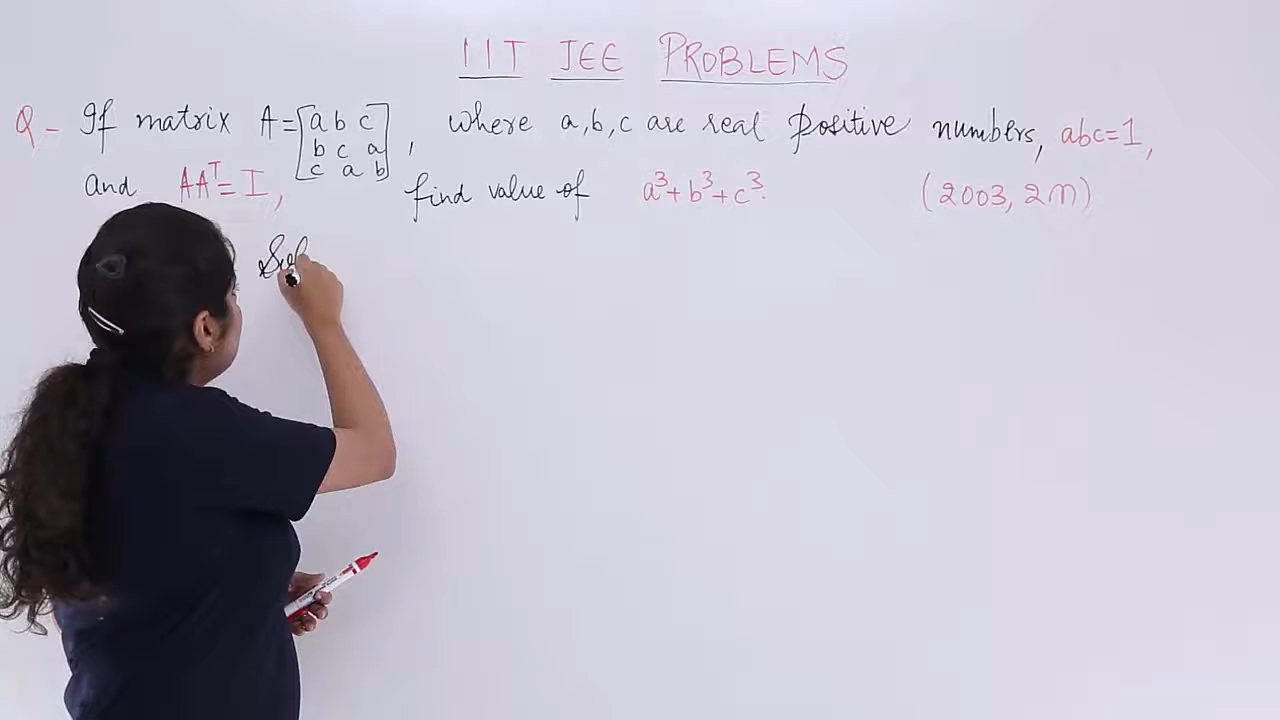 IIT JEE PROBLEMS
Q- If matrix A = [a b c
b c a
c a b], where a, b, c are real positive numbers, abc=1,
and AAᵀ= I, find value of a³+b³+c³. (2003, 2m)
Sol